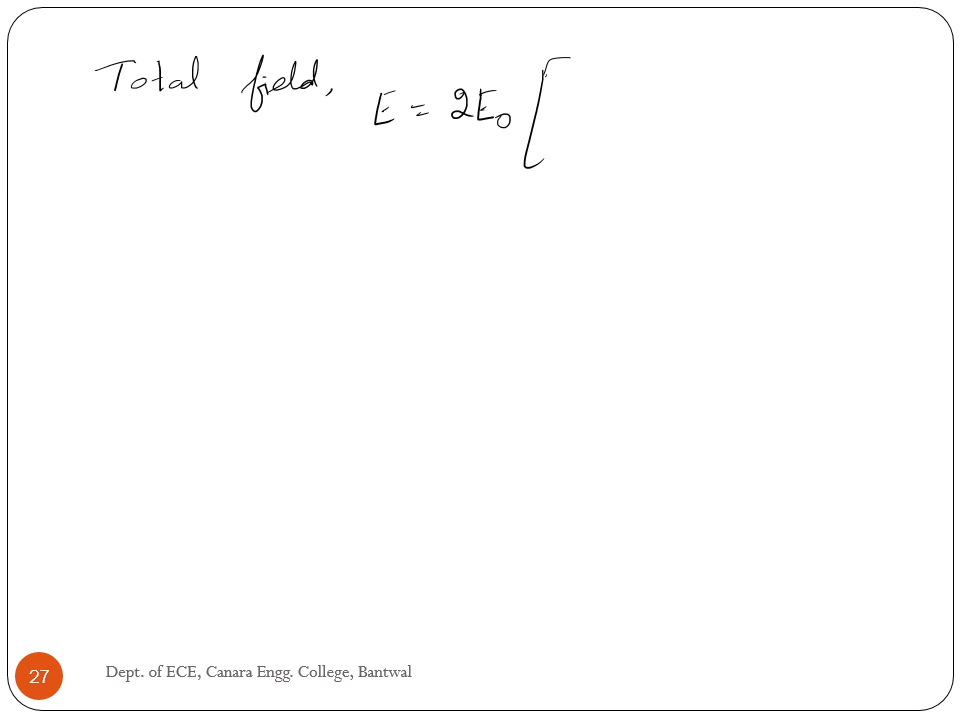 Total field,
E = 2E₀ [
27
Dept. of ECE, Canara Engg. College, Bantwal